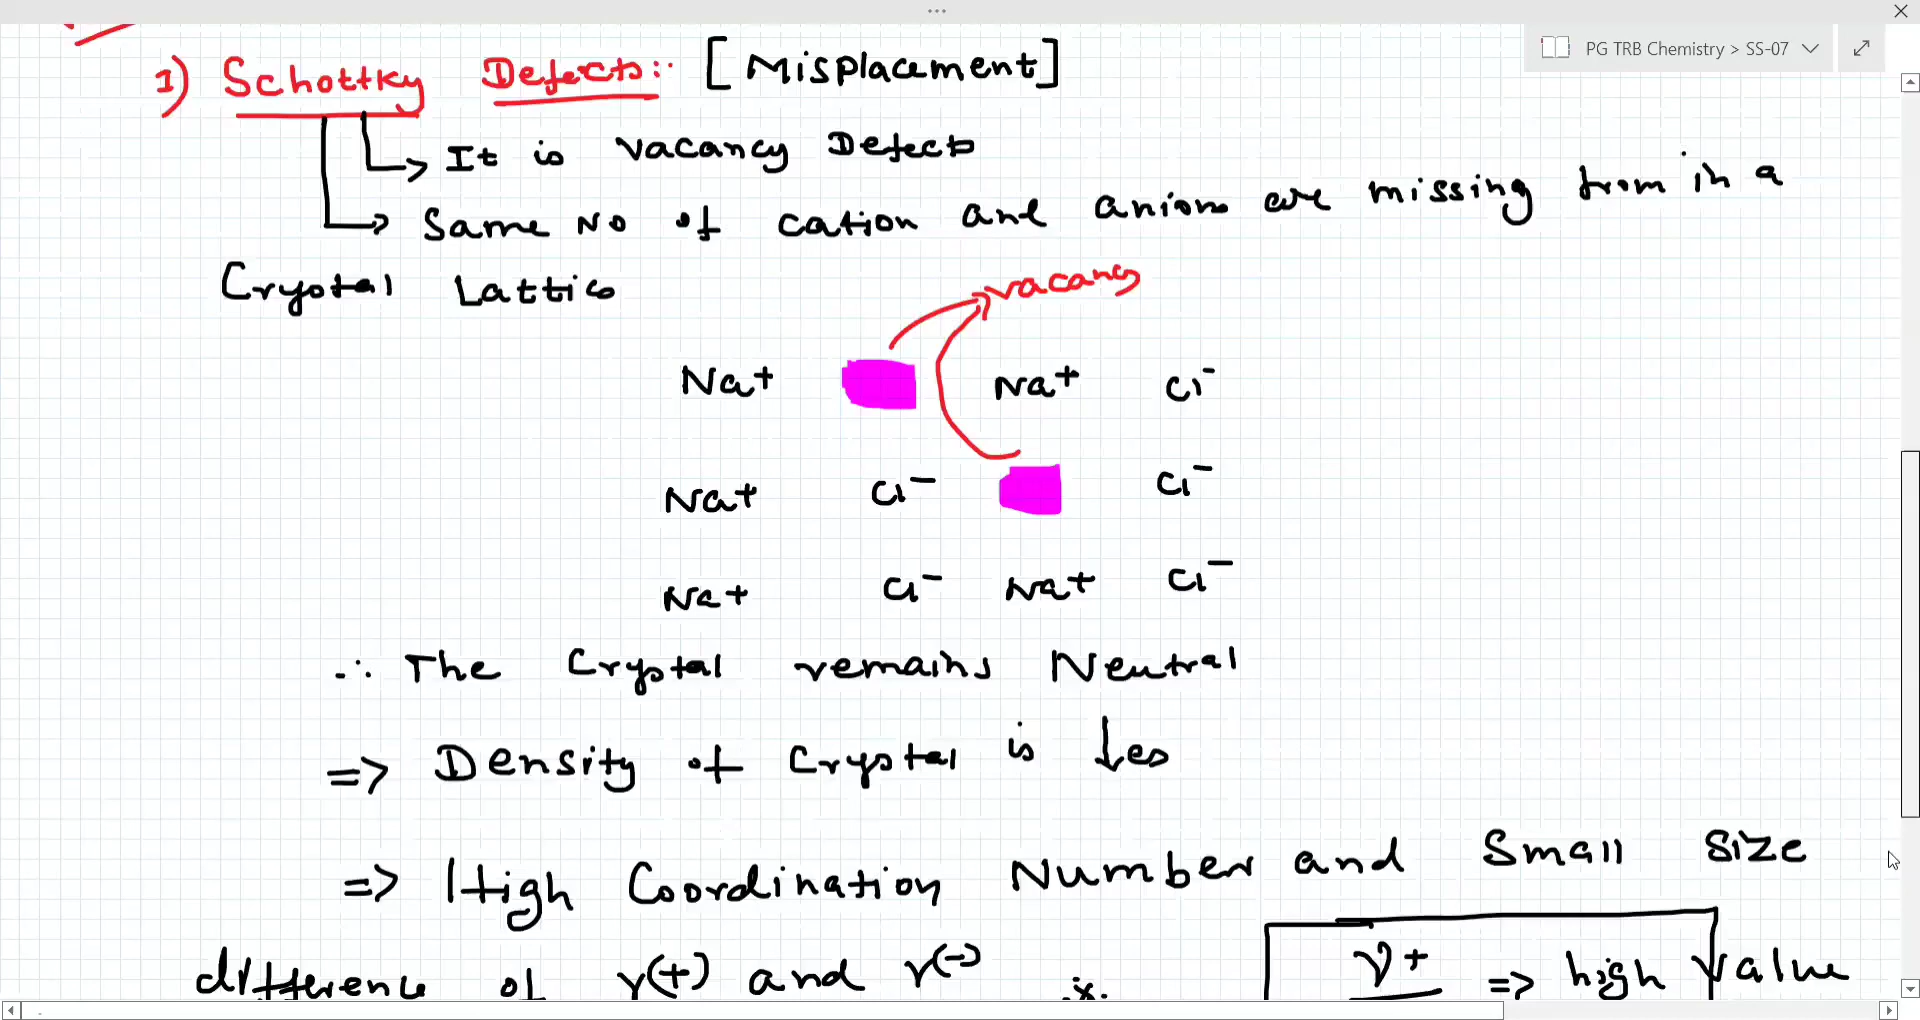 PG TRB Chemistry > SS-07
1) Schottky Defects:- [Misplacement]
It is vacancy Defects
Same No of cation and anions are missing from in a
Crystal Lattice
vacancy
Na+ Na+ Cl-
Na+ Cl- Cl-
Na+ Cl- Na+ Cl-
∴ The Crystal remains Neutral
=> Density of Crystal is ↓es
=> High Coordination Number and Small Size
difference of r(+) and r(-) is. r+ => high value